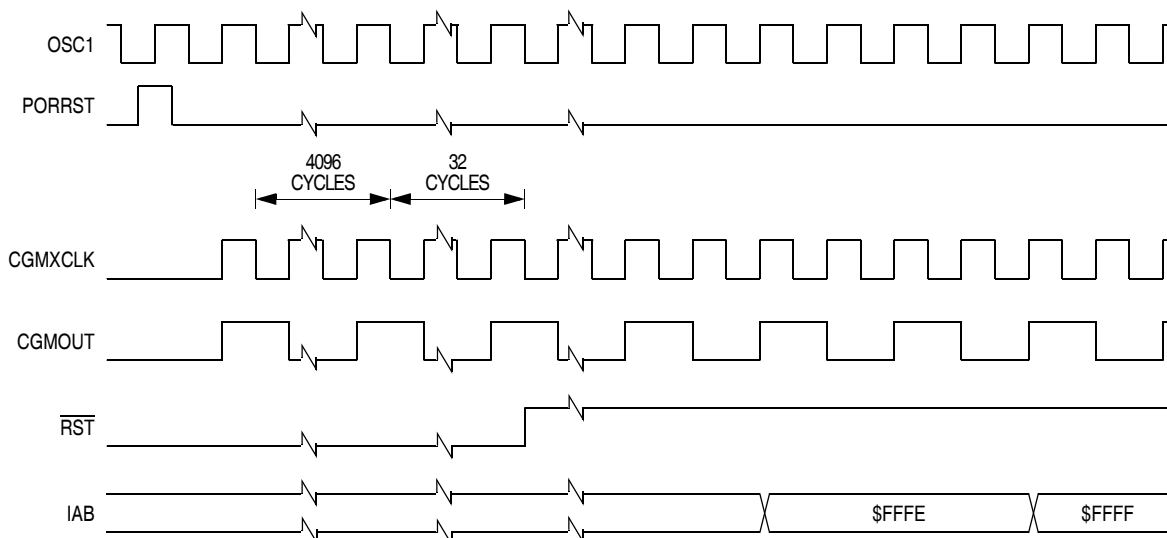 OSC1
PORRST
4096
CYCLES
32
CYCLES
CGMXCLK
CGMOUT
RST
IAB
$FFFE
$FFFF